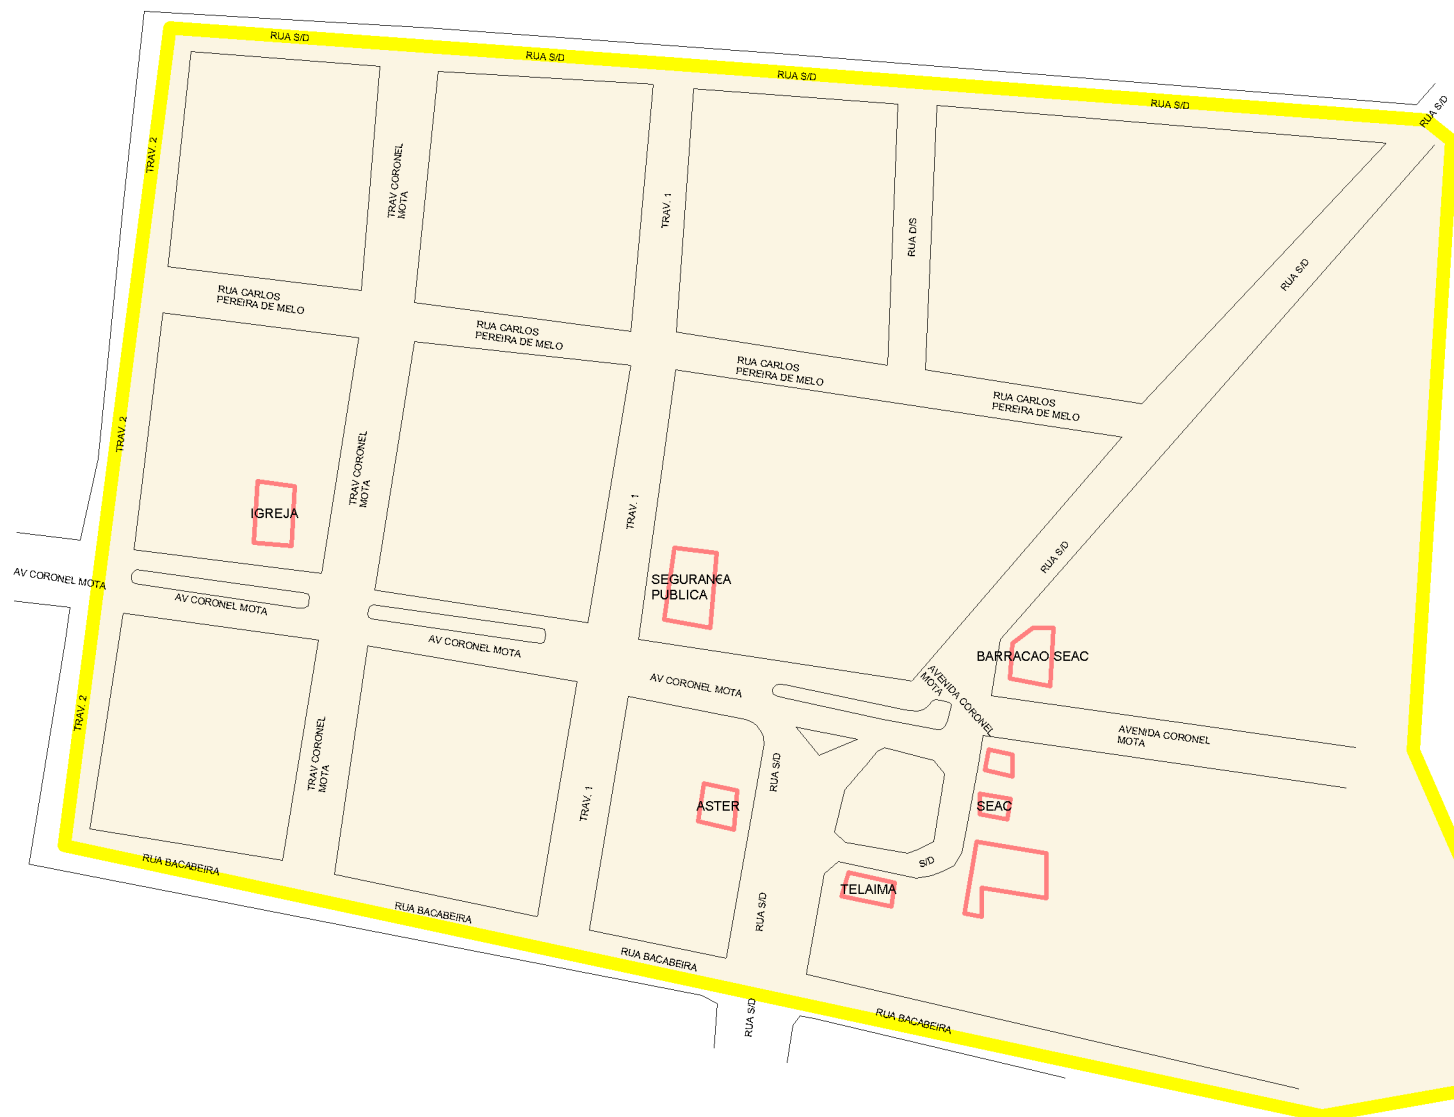 RUA S/D
RUA S/D
RUA S/D
RUA S/D
RUA S/D
TRAV. 2
TRAV CORONEL
MOTA
TRAV. 1
RUA D/S
RUA S/D
RUA CARLOS
PEREIRA DE MELO
RUA CARLOS
PEREIRA DE MELO
RUA CARLOS
PEREIRA DE MELO
RUA CARLOS
PEREIRA DE MELO
TRAV. 2
TRAV CORONEL
MOTA
TRAV. 1
IGREJA
RUA S/D
SEGURANCA
PUBLICA
AV CORONEL MOTA
AV CORONEL MOTA
AV CORONEL MOTA
AV CORONEL MOTA
BARRACAO SEAC
AVENIDA CORONEL
MOTA
AVENIDA CORONEL
MOTA
TRAV. 2
TRAV CORONEL
MOTA
TRAV. 1
RUA S/D
ASTER
SEAC
S/D
TELAIMA
RUA S/D
RUA BACABEIRA
RUA BACABEIRA
RUA BACABEIRA
RUA S/D
RUA BACABEIRA